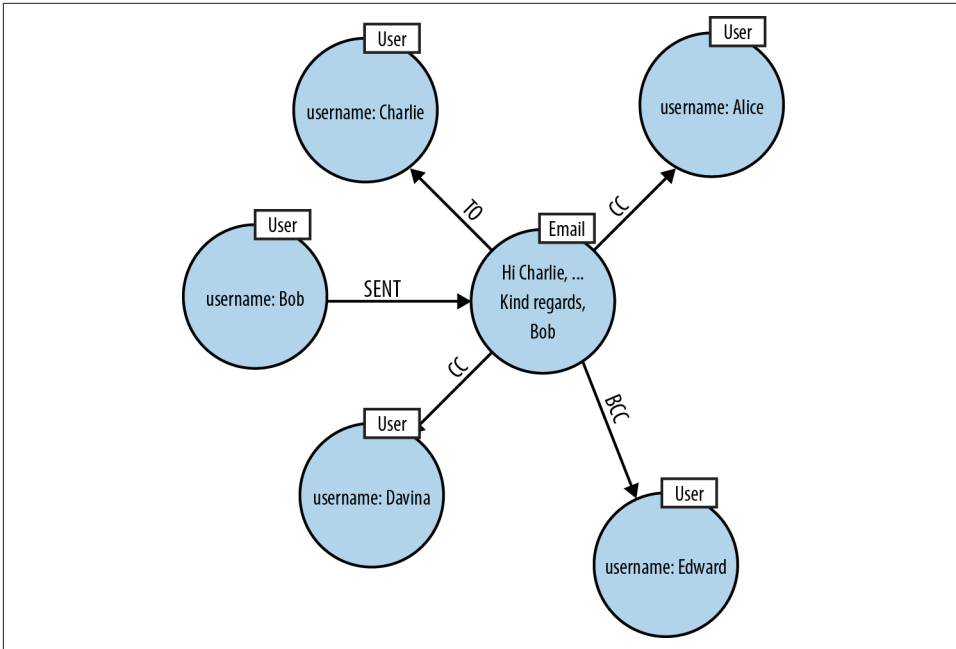 User
username: Charlie
User
username: Alice
TO
CC
User
username: Bob
SENT
Email
Hi Charlie, ...
Kind regards,
Bob
CC
User
username: Davina
BCC
User
username: Edward